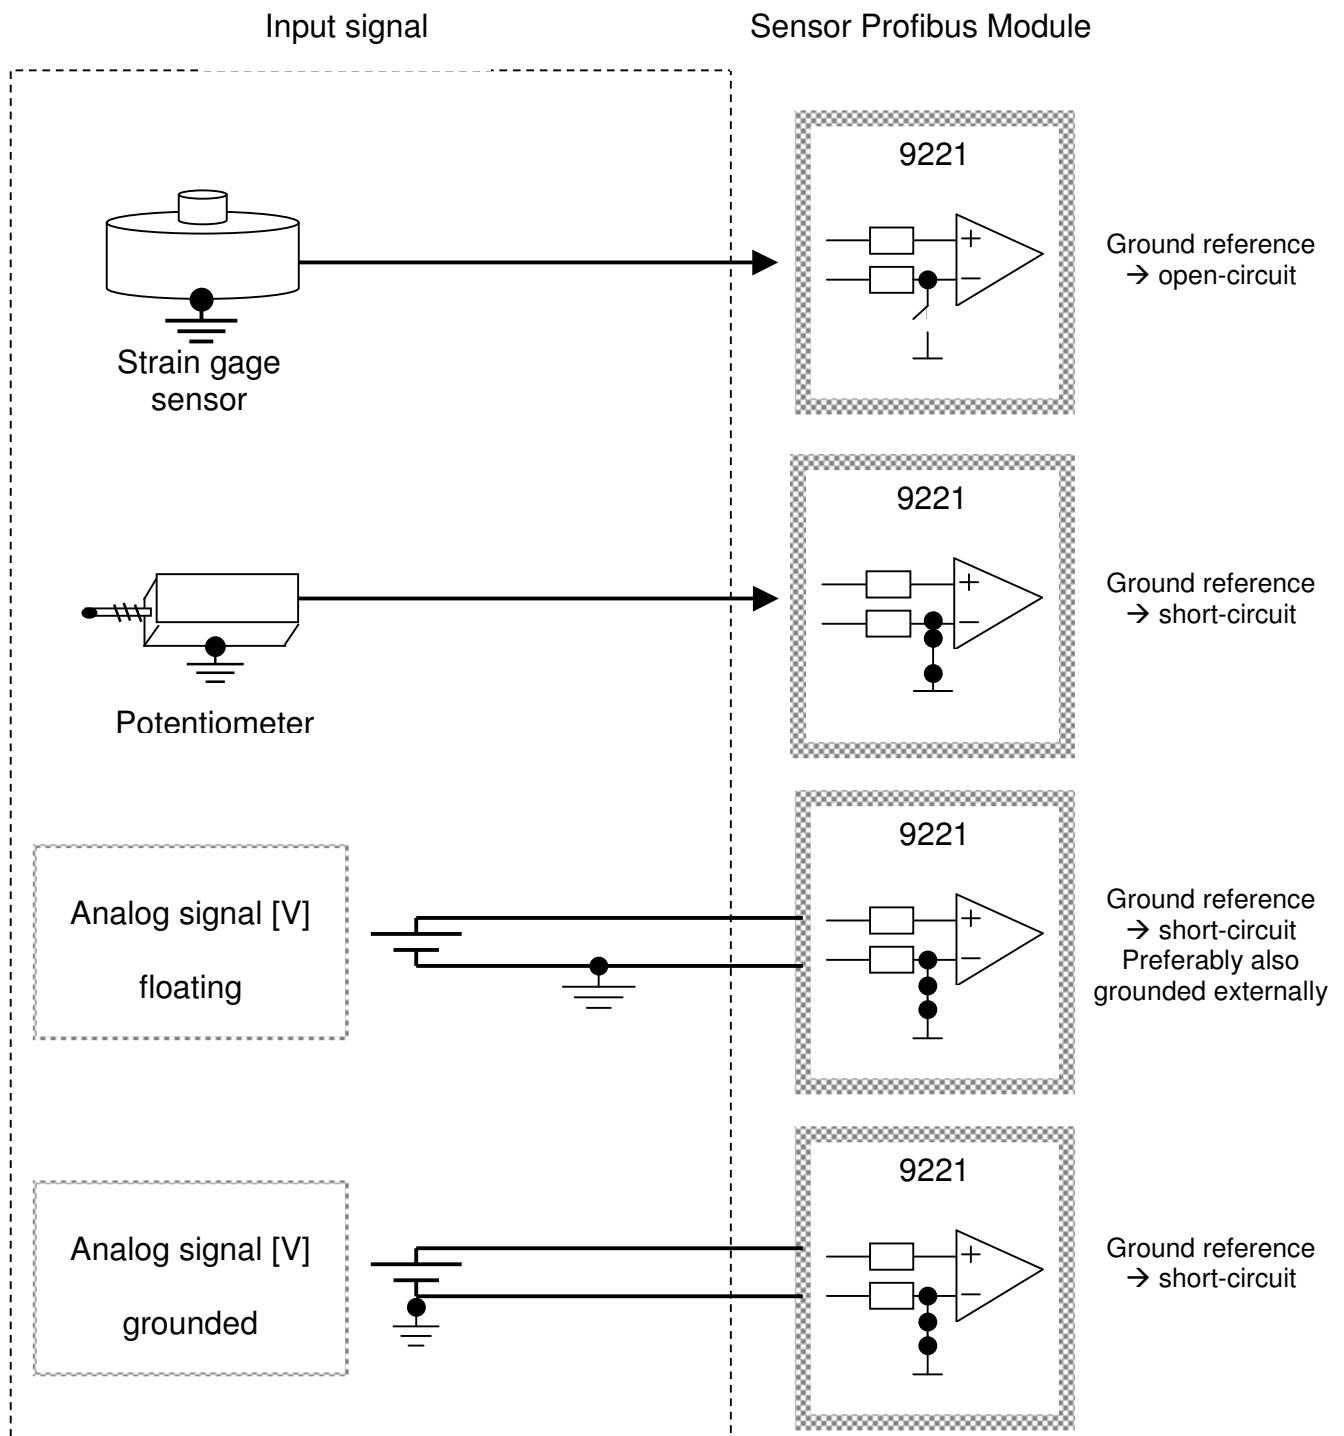 Input signal
Sensor Profibus Module
9221
+
−
Strain gage
sensor
Ground reference
→ open-circuit
9221
+
−
Potentiometer
Ground reference
→ short-circuit
Analog signal [V]
floating
9221
+
−
Ground reference
→ short-circuit
Preferably also
grounded externally
Analog signal [V]
grounded
9221
+
−
Ground reference
→ short-circuit